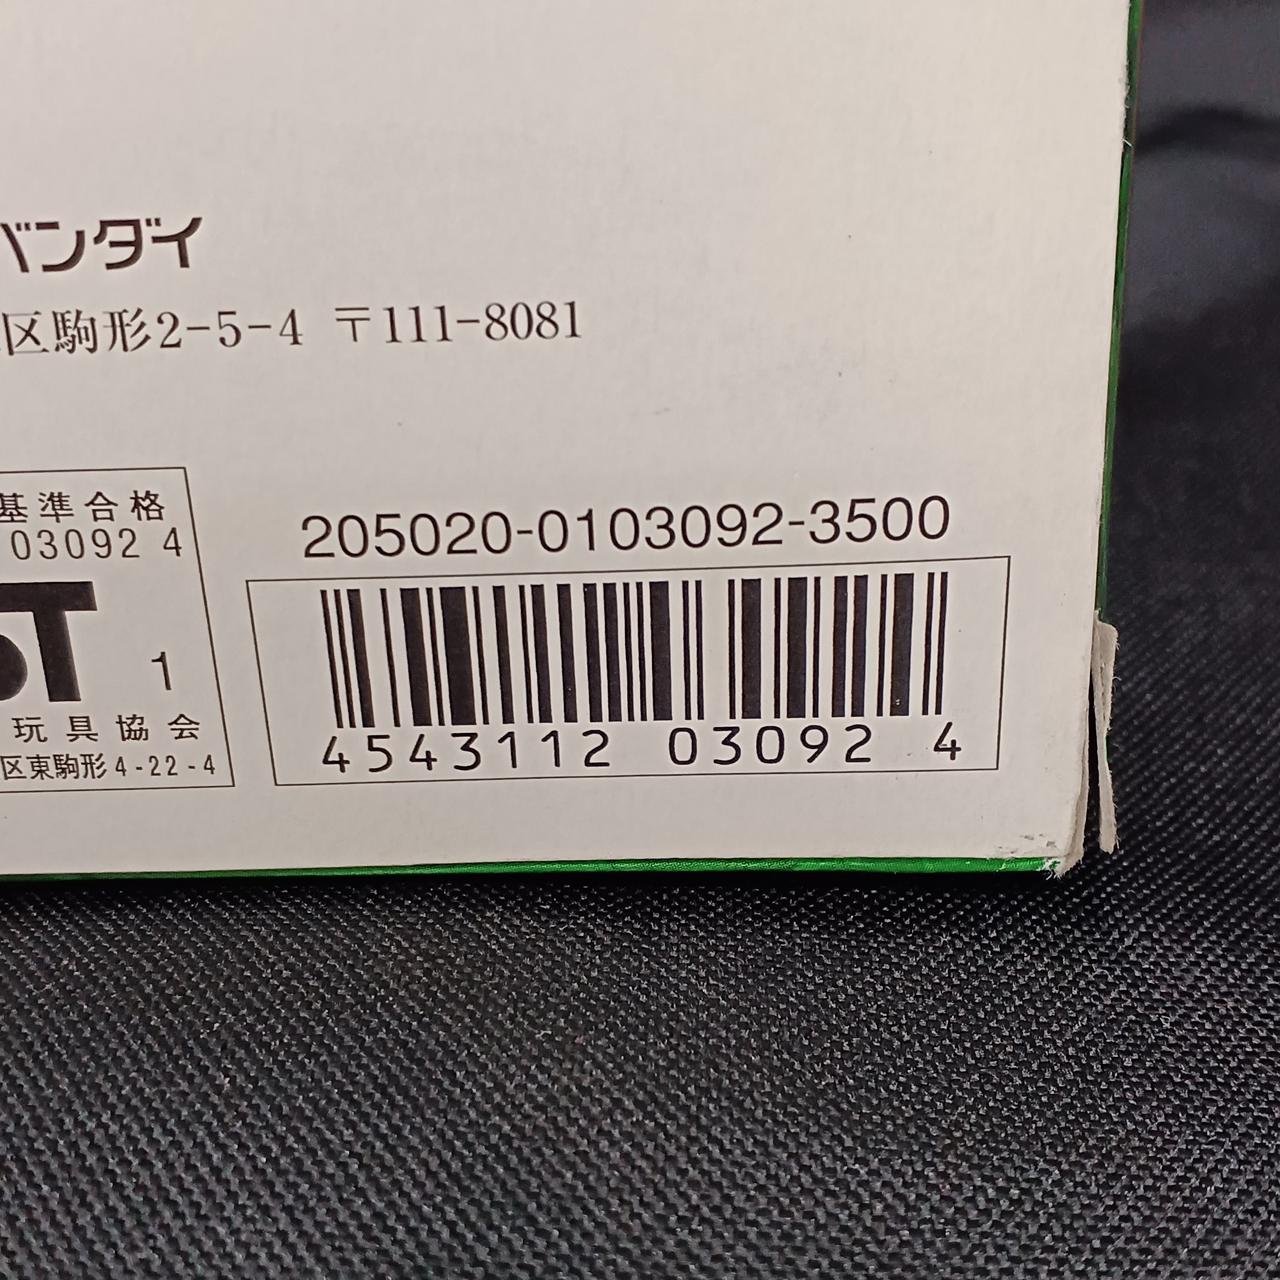 バンダイ
区駒形2-5-4 〒111-8081
基準合格
03092 4
ST
1
玩具協会
区東駒形4-22-4
205020-0103092-3500
4543112 03092 4